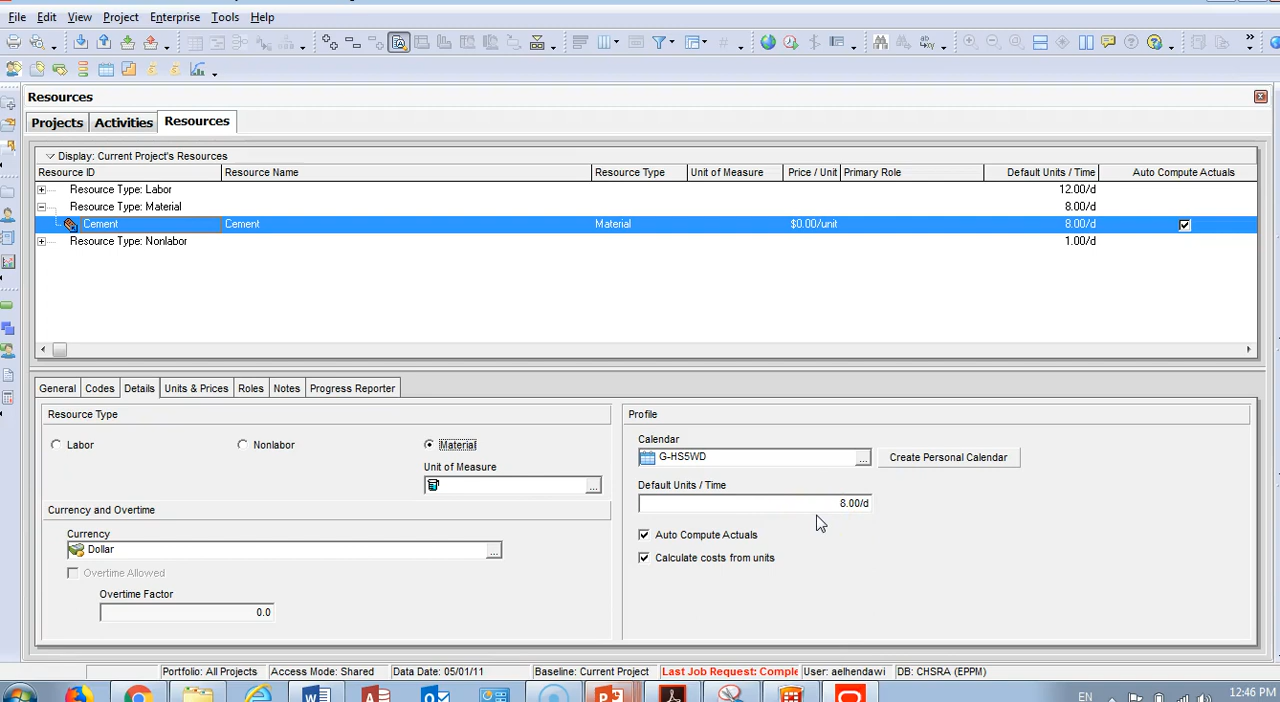 File Edit View Project Enterprise Tools Help
Resources
Projects Activities Resources
Display: Current Project's Resources
Resource ID Resource Name Resource Type Unit of Measure Price / Unit Primary Role Default Units / Time Auto Compute Actuals
Resource Type: Labor 12.00/d
Resource Type: Material 8.00/d
Cement Cement Material $0.00/unit 8.00/d
Resource Type: Nonlabor 1.00/d
General Codes Details Units & Prices Roles Notes Progress Reporter
Resource Type Profile
Labor Nonlabor Material Calendar
G-HS5WD ... Create Personal Calendar
Unit of Measure
... Default Units / Time
8.00/d
Currency and Overtime
Currency Auto Compute Actuals
Dollar ... Calculate costs from units
Overtime Allowed
Overtime Factor
0.0
Portfolio: All Projects Access Mode: Shared Data Date: 05/01/11 Baseline: Current Project Last Job Request: Comple User: aelhendawi DB: CHSRA (EPPM)
EN 12:46 PM